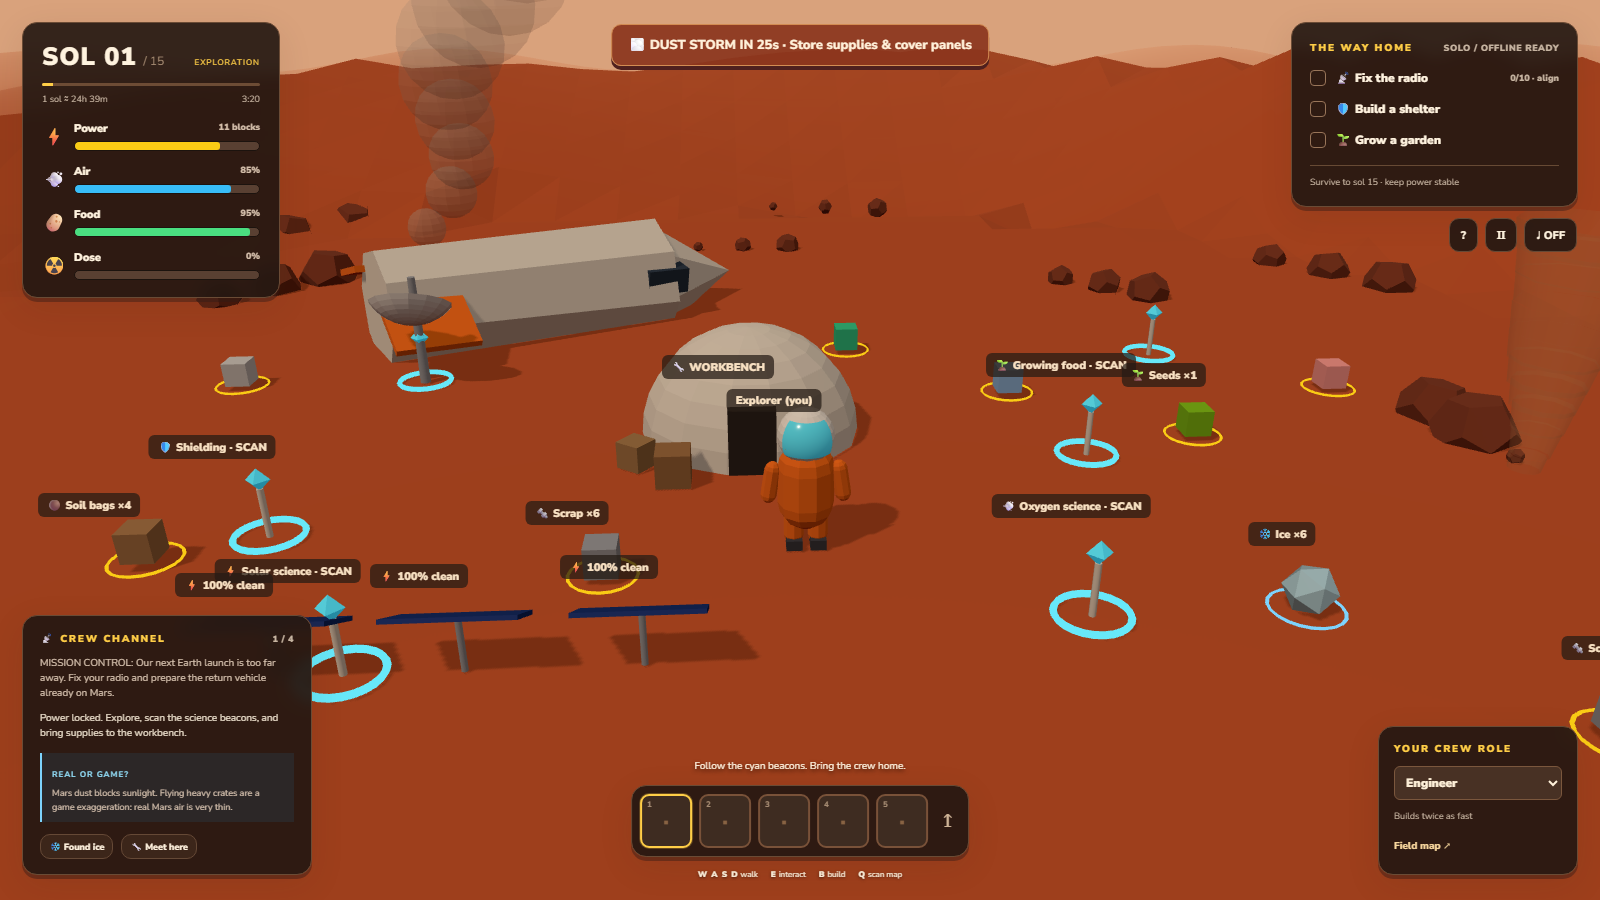 SOL 01 / 15 EXPLORATION
1 sol ≈ 24h 39m 3:20
Power 11 blocks
Air 85%
Food 95%
Dose 0%
DUST STORM IN 25s · Store supplies & cover panels
THE WAY HOME SOLO / OFFLINE READY
Fix the radio 0/10 · align
Build a shelter
Grow a garden
Survive to sol 15 · keep power stable
? II ♩ OFF
WORKBENCH
Explorer (you)
Growing food · SCAN
Seeds ×1
Shielding · SCAN
Soil bags ×4
Scrap ×6
Oxygen science · SCAN
Ice ×6
Solar science · SCAN
100% clean
100% clean
100% clean
CREW CHANNEL 1 / 4
MISSION CONTROL: Our next Earth launch is too far
away. Fix your radio and prepare the return vehicle
already on Mars.
Power locked. Explore, scan the science beacons, and
bring supplies to the workbench.
REAL OR GAME?
Mars dust blocks sunlight. Flying heavy crates are a
game exaggeration: real Mars air is very thin.
Found ice Meet here
Follow the cyan beacons. Bring the crew home.
1 2 3 4 5 ↥
W A S D walk E interact B build Q scan map
YOUR CREW ROLE
Engineer
Builds twice as fast
Field map ↗